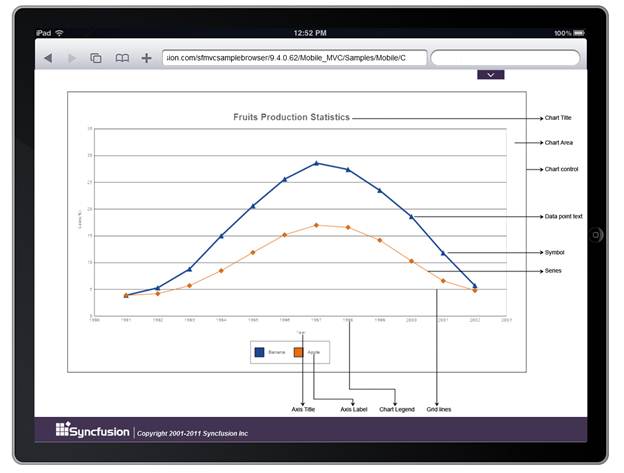 iPad 12:52 PM 100%
sion.com/sfmvcsamplebrowser/9.4.0.62/Mobile_MVC/Samples/Mobile/C
Fruits Production Statistics
Chart Title
Chart Area
Chart control
Data point text
Symbol
Series
35
30
25
20
15
10
5
0
1990 1991 1992 1993 1994 1995 1996 1997 1998 1999 2000 2001 2002 2003
Year
Banana Apple
Axis Title Axis Label Chart Legend Grid lines
Syncfusion | Copyright 2001-2011 Syncfusion Inc